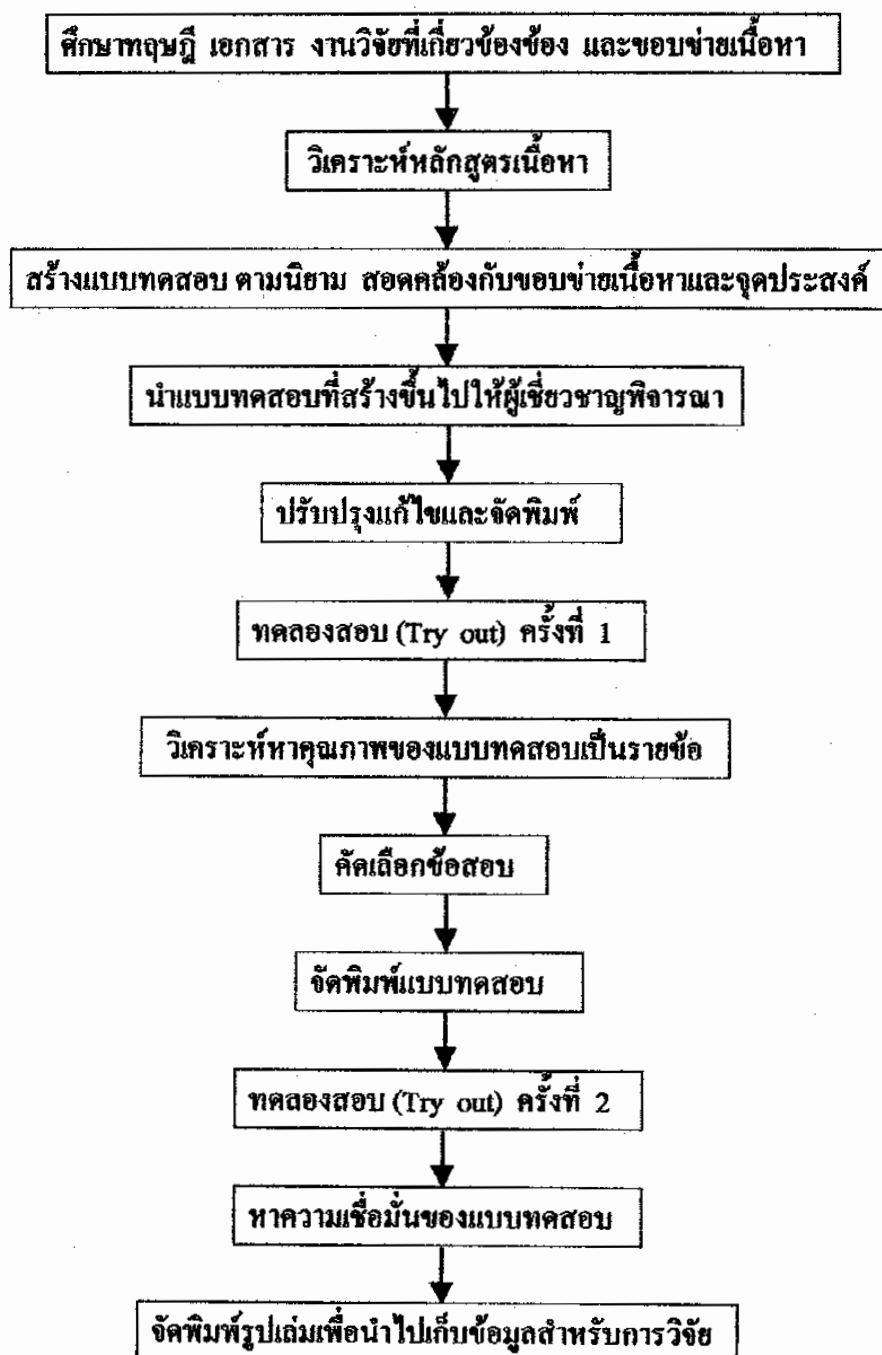 ศึกษาทฤษฎี เอกสาร งานวิจัยที่เกี่ยวข้องข้อง และขอบข่ายเนื้อหา
วิเคราะห์หลักสูตรเนื้อหา
สร้างแบบทดสอบ ตามนิยาม สอดคล้องกับขอบข่ายเนื้อหาและจุดประสงค์
นำแบบทดสอบที่สร้างขึ้นไปให้ผู้เชี่ยวชาญพิจารณา
ปรับปรุงแก้ไขและจัดพิมพ์
ทดลองสอบ (Try out) ครั้งที่ 1
วิเคราะห์หาคุณภาพของแบบทดสอบเป็นรายข้อ
คัดเลือกข้อสอบ
จัดพิมพ์แบบทดสอบ
ทดลองสอบ (Try out) ครั้งที่ 2
หาความเชื่อมั่นของแบบทดสอบ
จัดพิมพ์รูปเล่มเพื่อนำไปเก็บข้อมูลสำหรับการวิจัย